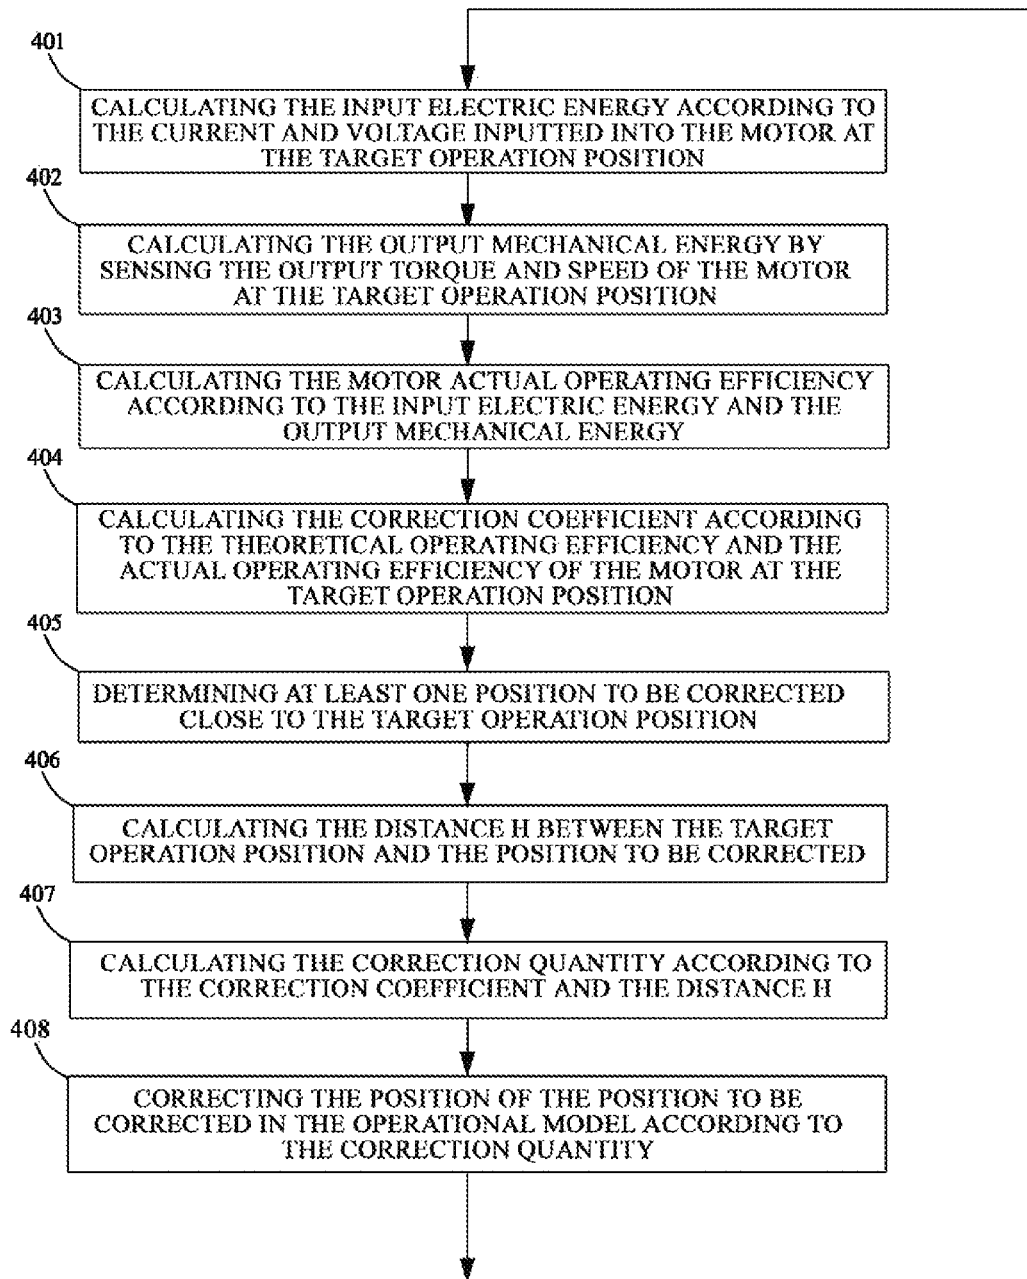 401
CALCULATING THE INPUT ELECTRIC ENERGY ACCORDING TO
THE CURRENT AND VOLTAGE INPUTTED INTO THE MOTOR AT
THE TARGET OPERATION POSITION
402
CALCULATING THE OUTPUT MECHANICAL ENERGY BY
SENSING THE OUTPUT TORQUE AND SPEED OF THE MOTOR
AT THE TARGET OPERATION POSITION
403
CALCULATING THE MOTOR ACTUAL OPERATING EFFICIENCY
ACCORDING TO THE INPUT ELECTRIC ENERGY AND THE
OUTPUT MECHANICAL ENERGY
404
CALCULATING THE CORRECTION COEFFICIENT ACCORDING
TO THE THEORETICAL OPERATING EFFICIENCY AND THE
ACTUAL OPERATING EFFICIENCY OF THE MOTOR AT THE
TARGET OPERATION POSITION
405
DETERMINING AT LEAST ONE POSITION TO BE CORRECTED
CLOSE TO THE TARGET OPERATION POSITION
406
CALCULATING THE DISTANCE H BETWEEN THE TARGET
OPERATION POSITION AND THE POSITION TO BE CORRECTED
407
CALCULATING THE CORRECTION QUANTITY ACCORDING TO
THE CORRECTION COEFFICIENT AND THE DISTANCE H
408
CORRECTING THE POSITION OF THE POSITION TO BE
CORRECTED IN THE OPERATIONAL MODEL ACCORDING TO
THE CORRECTION QUANTITY